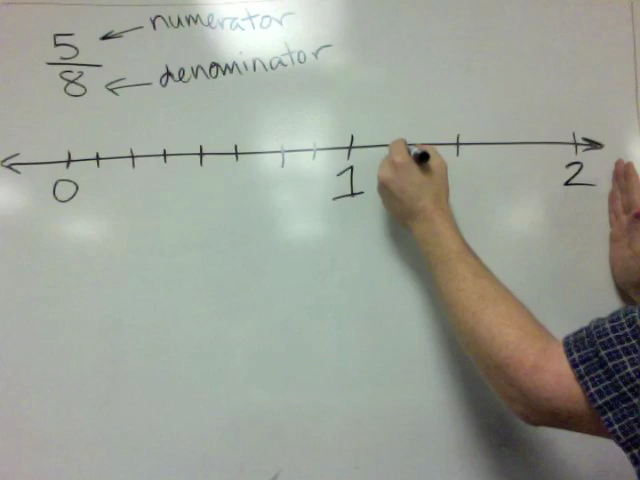 5 ← numerator
8 ← denominator
0 1 2